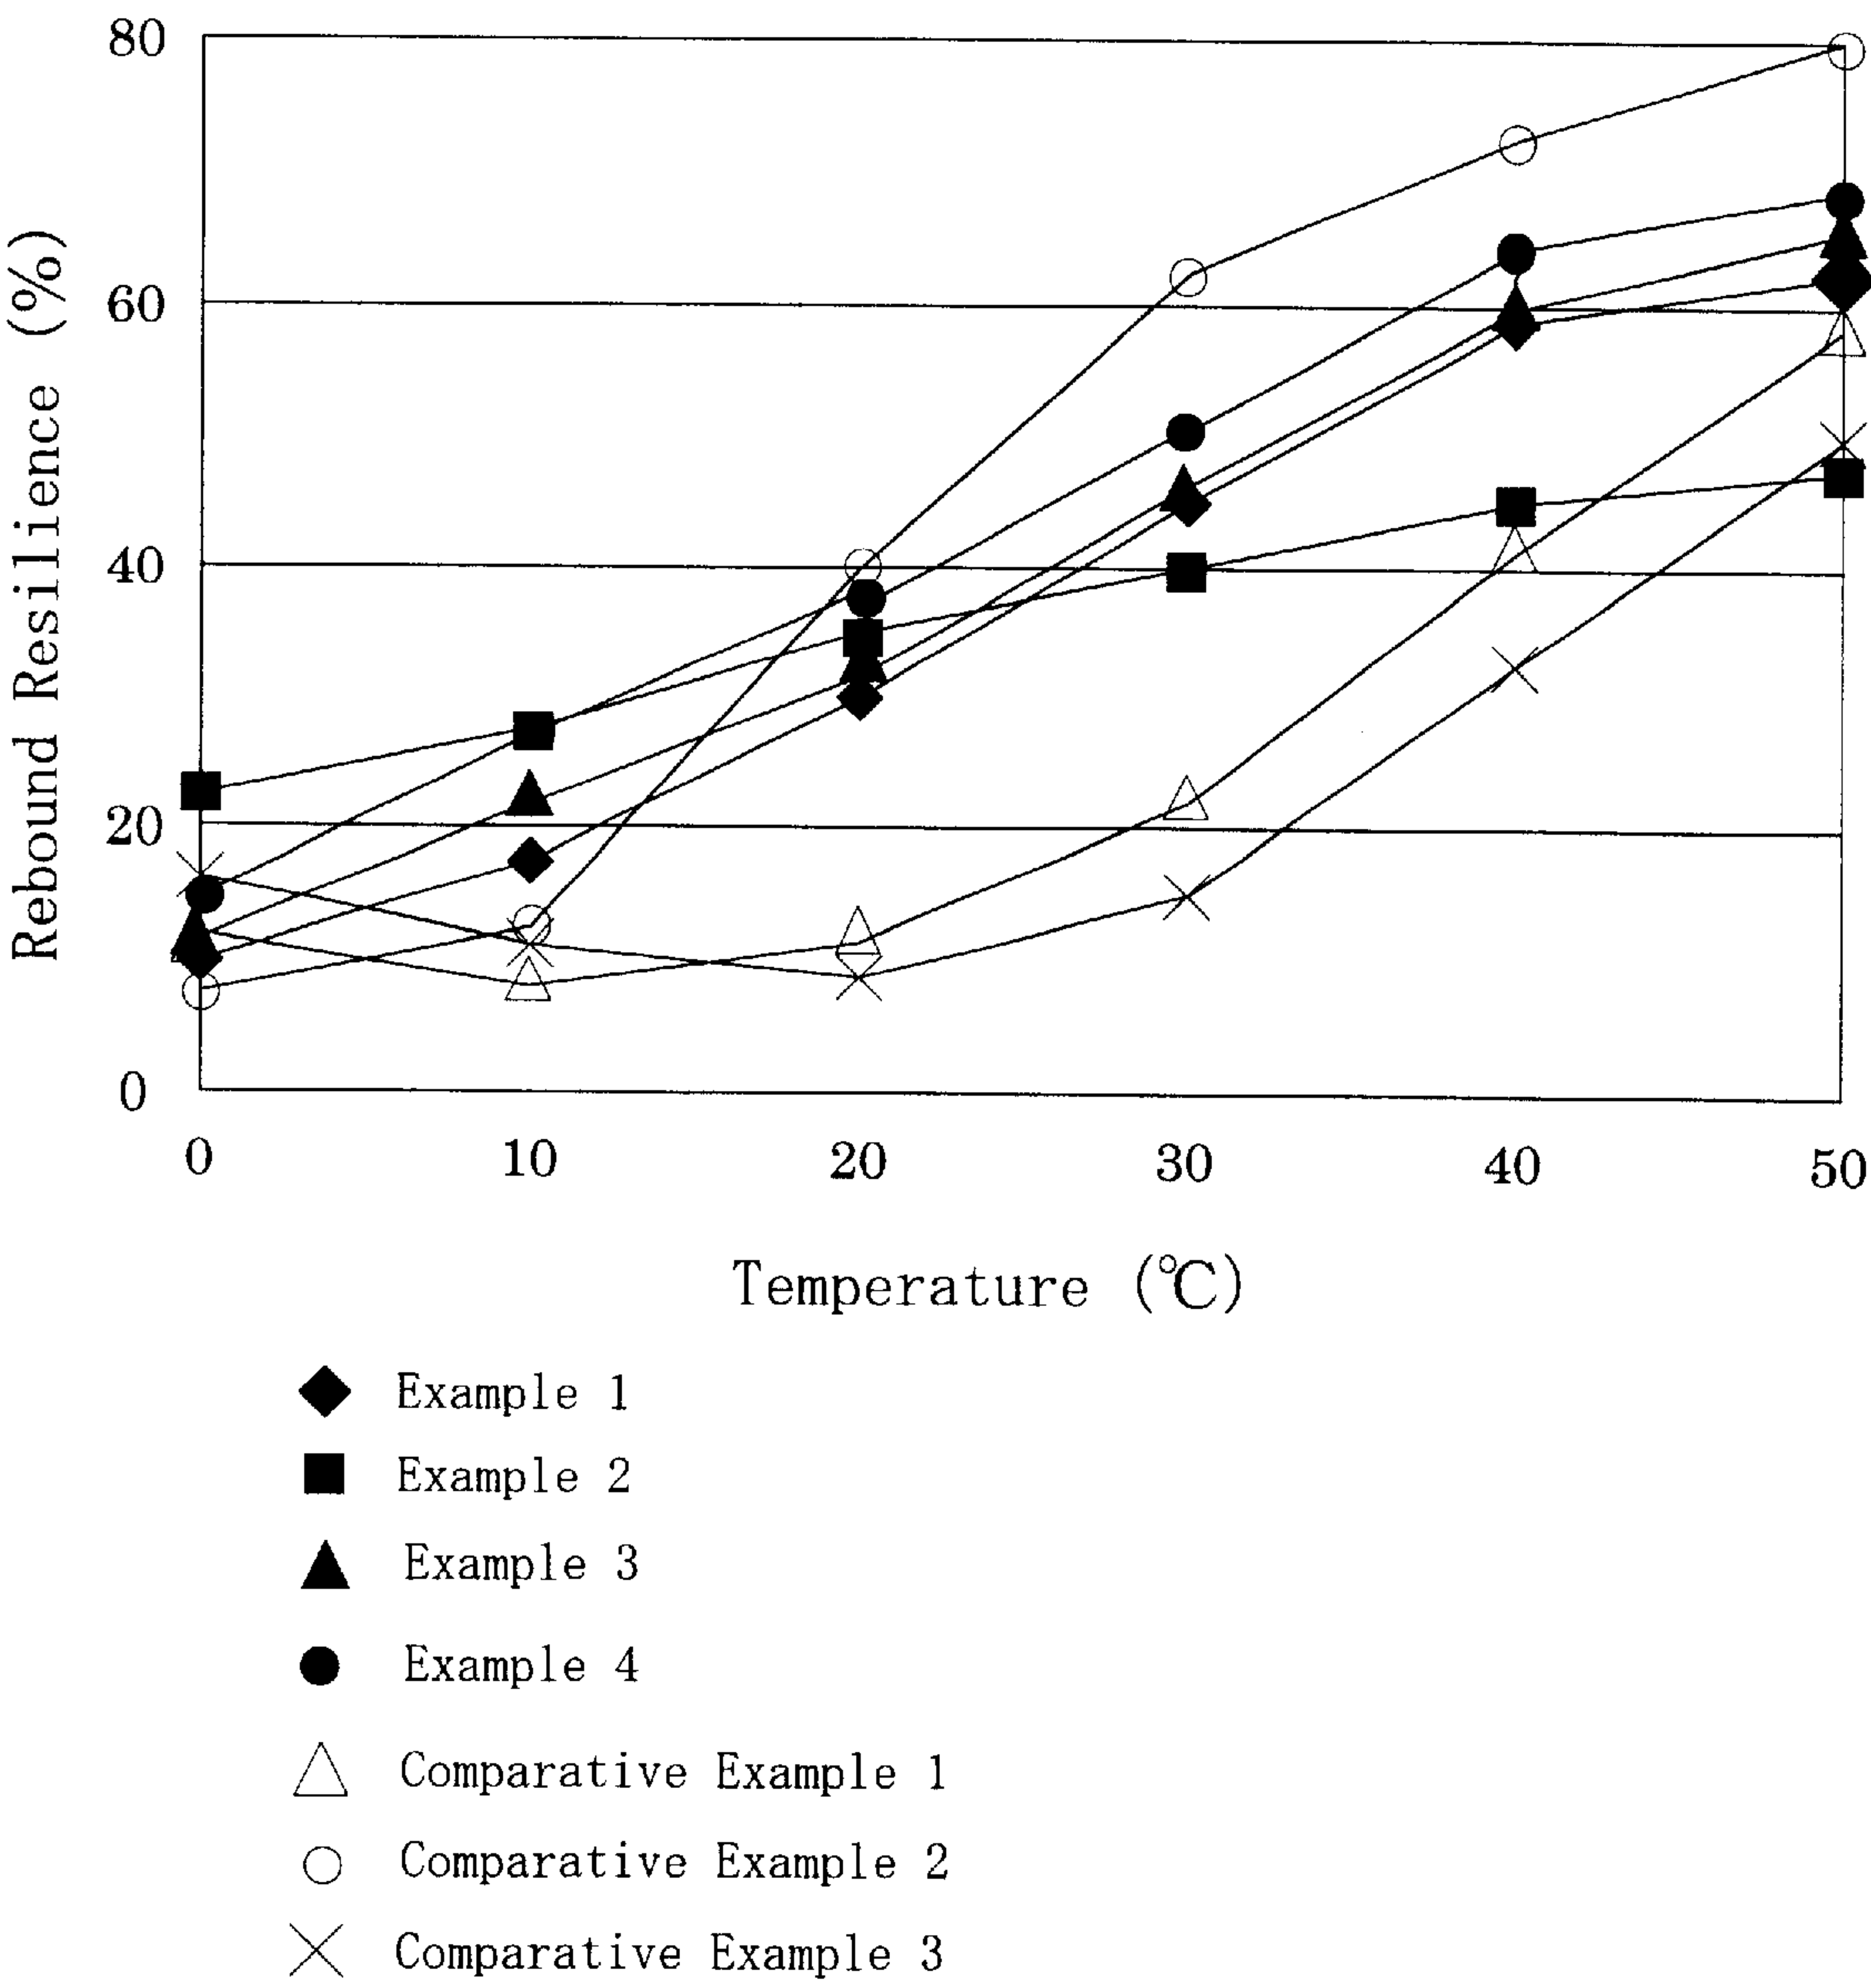 80
60
40
20
0
Rebound Resilience (%)
0 10 20 30 40 50
Temperature (℃)
Example 1
Example 2
Example 3
Example 4
Comparative Example 1
Comparative Example 2
Comparative Example 3